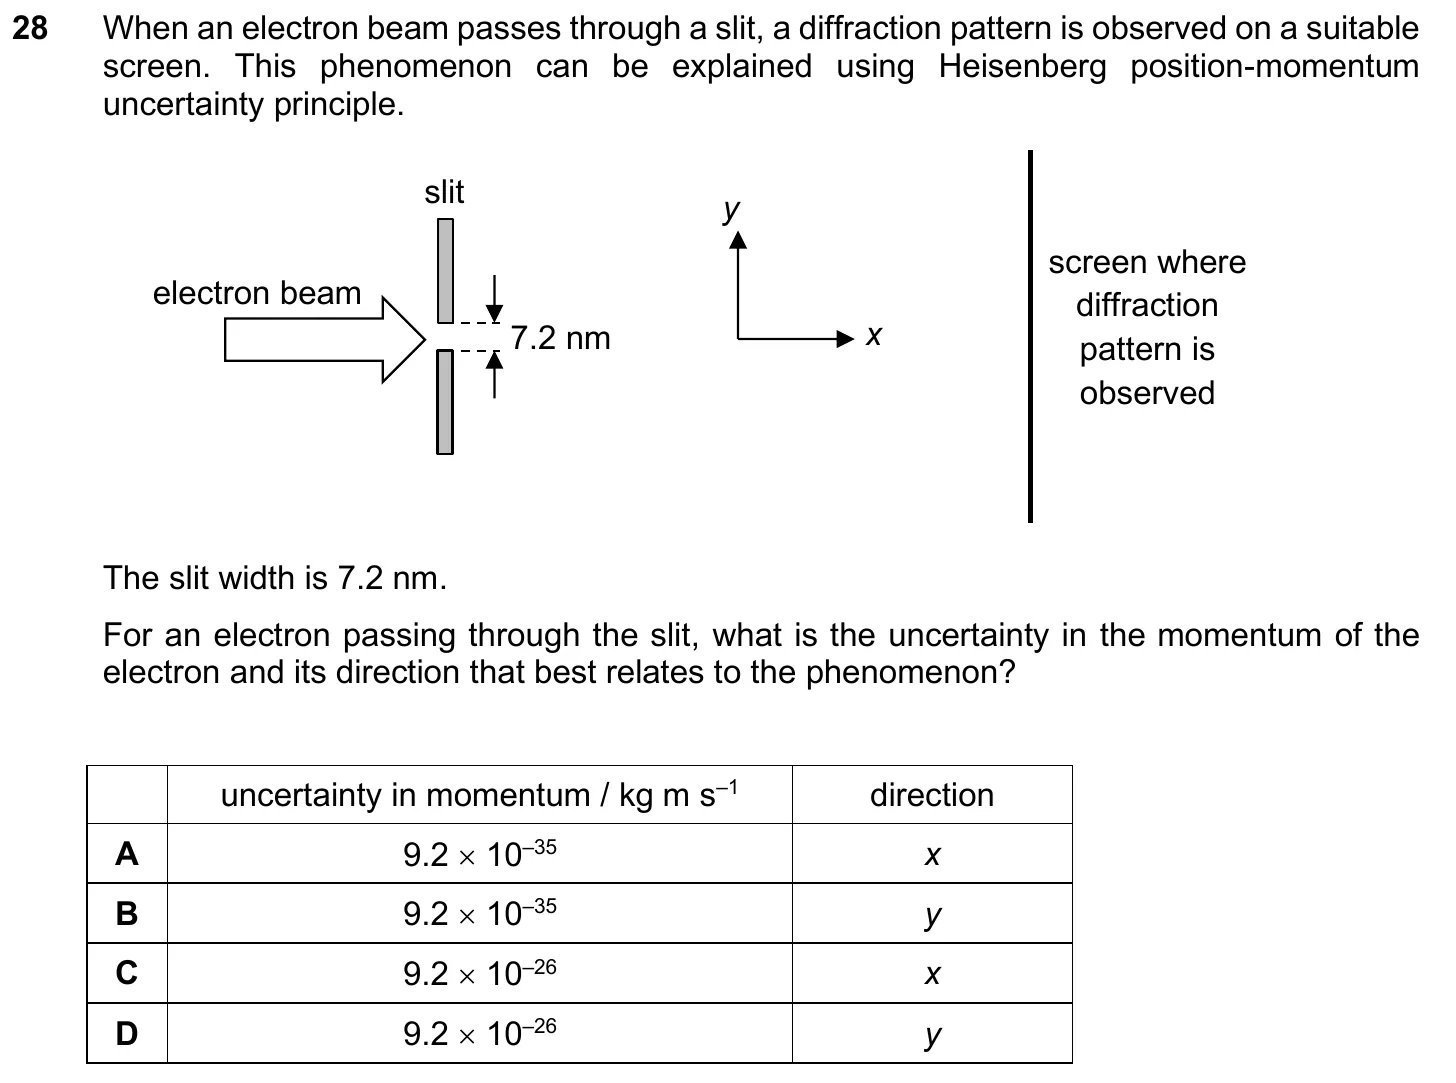 28 When an electron beam passes through a slit, a diffraction pattern is observed on a suitable
screen. This phenomenon can be explained using Heisenberg position-momentum
uncertainty principle.
slit
y
electron beam
7.2 nm
x
screen where
diffraction
pattern is
observed
The slit width is 7.2 nm.
For an electron passing through the slit, what is the uncertainty in the momentum of the
electron and its direction that best relates to the phenomenon?
uncertainty in momentum / kg m s⁻¹ direction
A 9.2 × 10⁻³⁵ x
B 9.2 × 10⁻³⁵ y
C 9.2 × 10⁻²⁶ x
D 9.2 × 10⁻²⁶ y